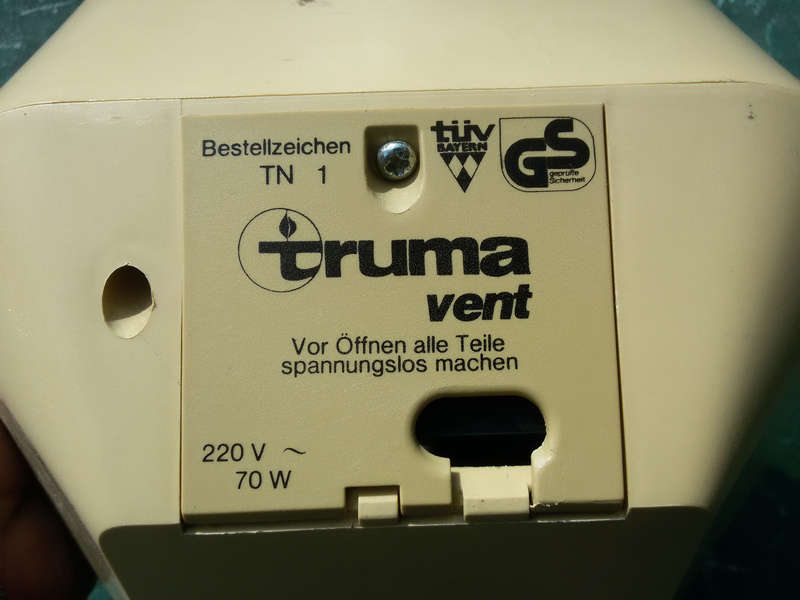 Bestellzeichen
TN 1
tüv
BAYERN
GS
geprüfte
Sicherheit
truma
vent
Vor Öffnen alle Teile
spannungslos machen
220 V ~
70 W